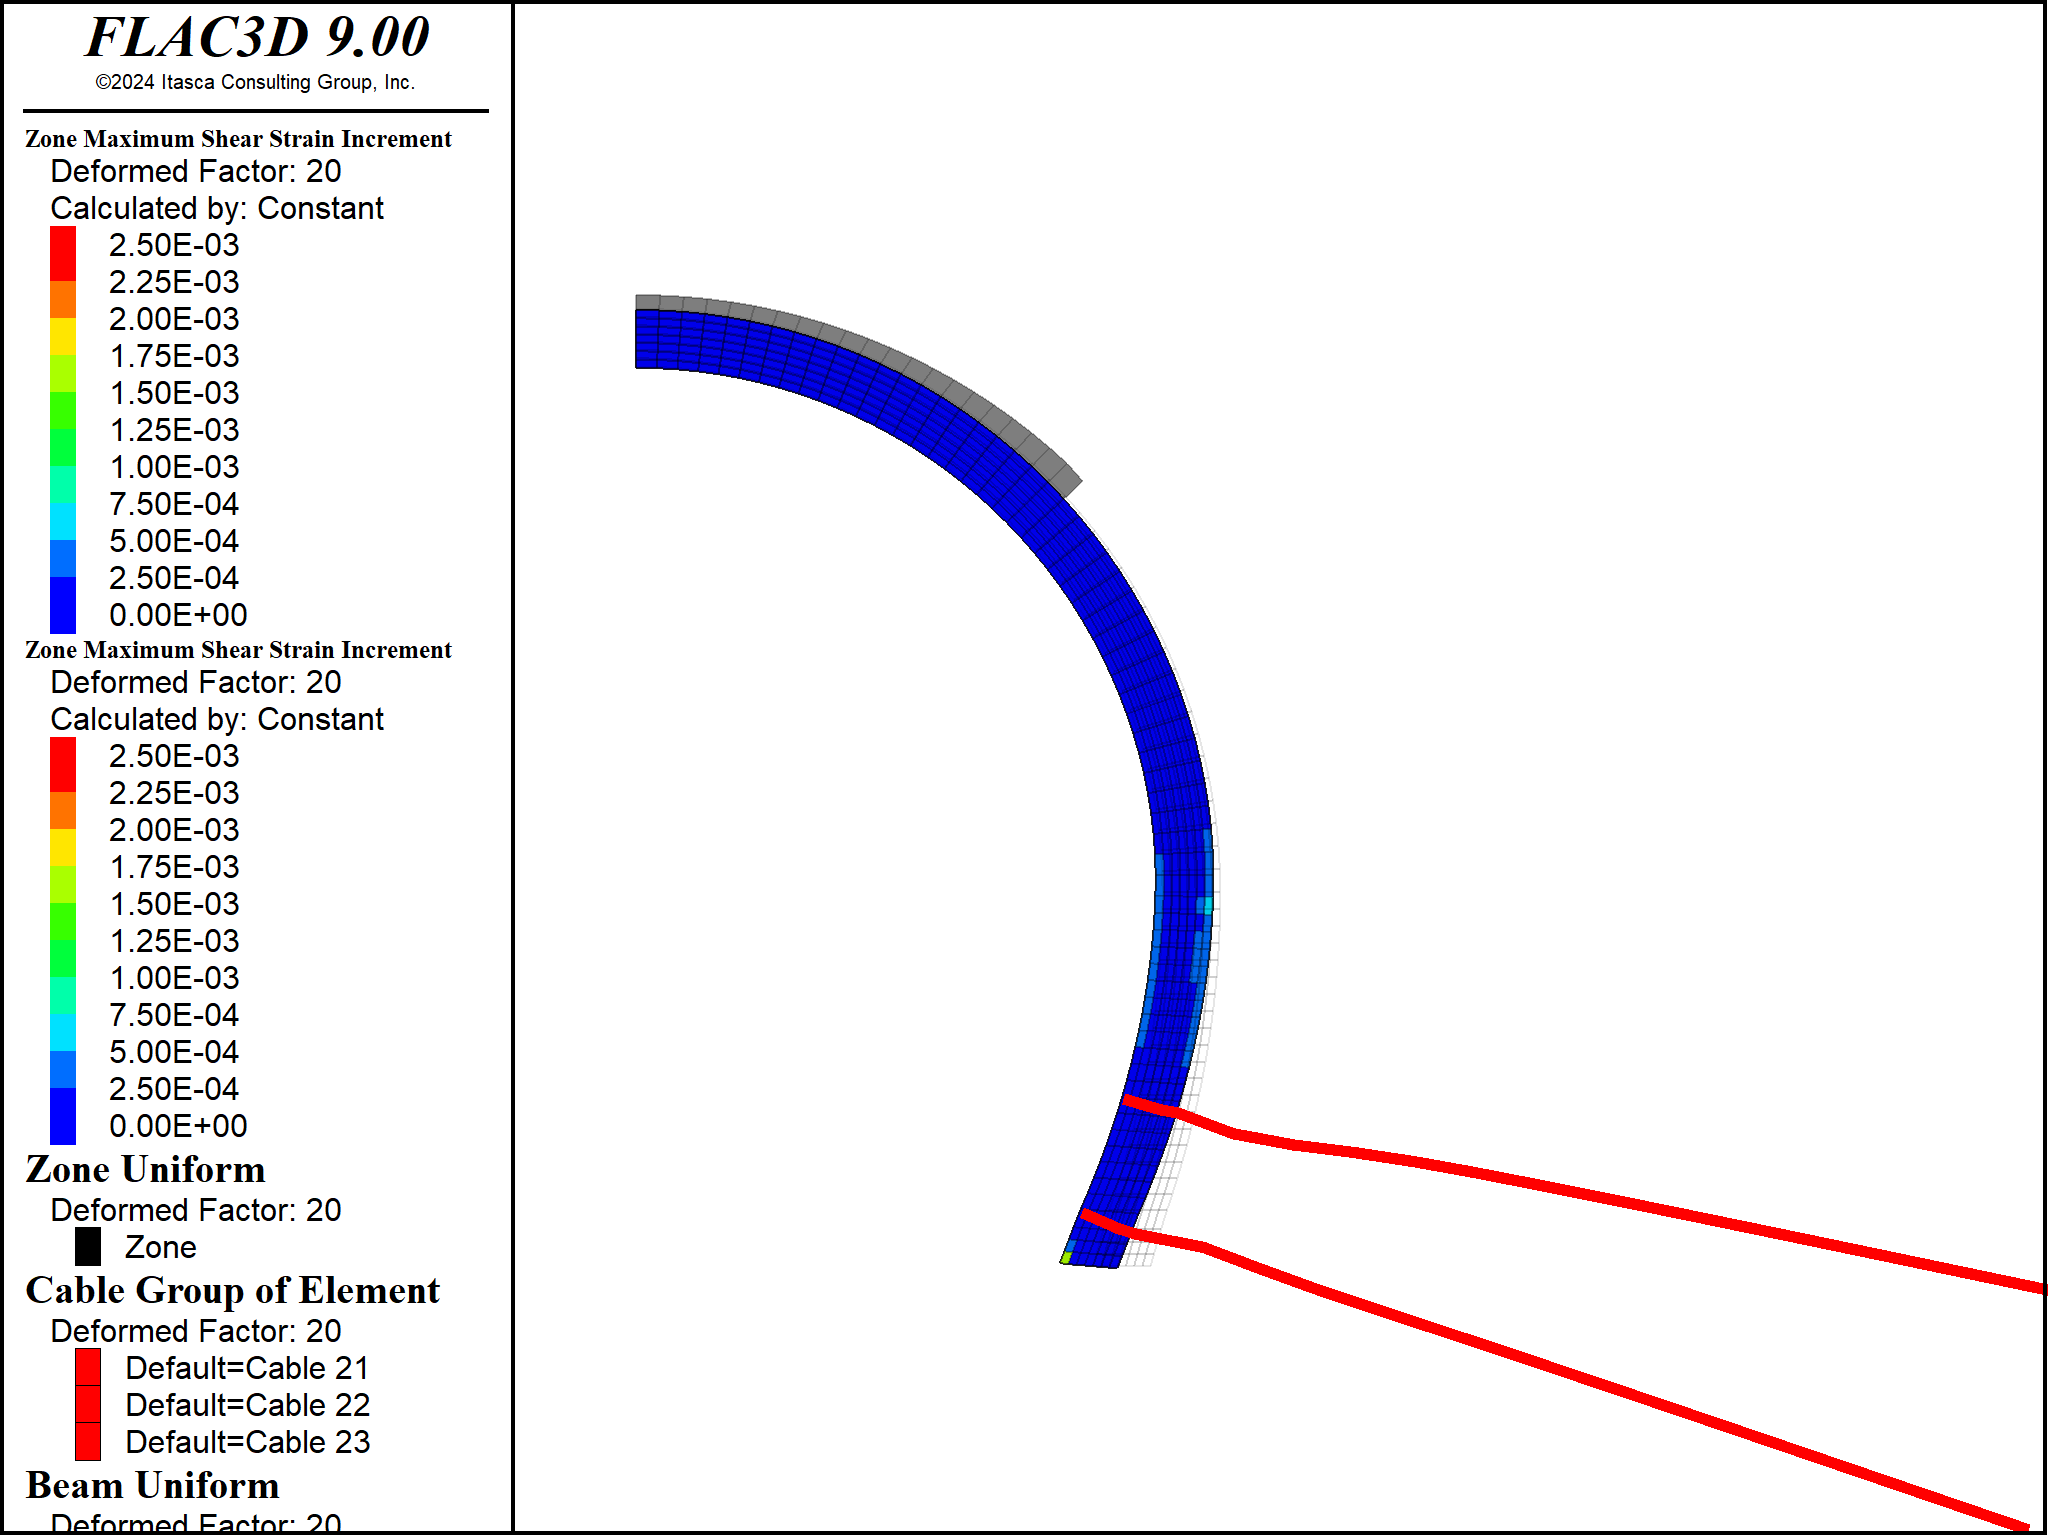 FLAC3D 9.00
©2024 Itasca Consulting Group, Inc.
Zone Maximum Shear Strain Increment
Deformed Factor: 20
Calculated by: Constant
2.50E-03
2.25E-03
2.00E-03
1.75E-03
1.50E-03
1.25E-03
1.00E-03
7.50E-04
5.00E-04
2.50E-04
0.00E+00
Zone Maximum Shear Strain Increment
Deformed Factor: 20
Calculated by: Constant
2.50E-03
2.25E-03
2.00E-03
1.75E-03
1.50E-03
1.25E-03
1.00E-03
7.50E-04
5.00E-04
2.50E-04
0.00E+00
Zone Uniform
Deformed Factor: 20
Zone
Cable Group of Element
Deformed Factor: 20
Default=Cable 21
Default=Cable 22
Default=Cable 23
Beam Uniform
Deformed Factor: 20